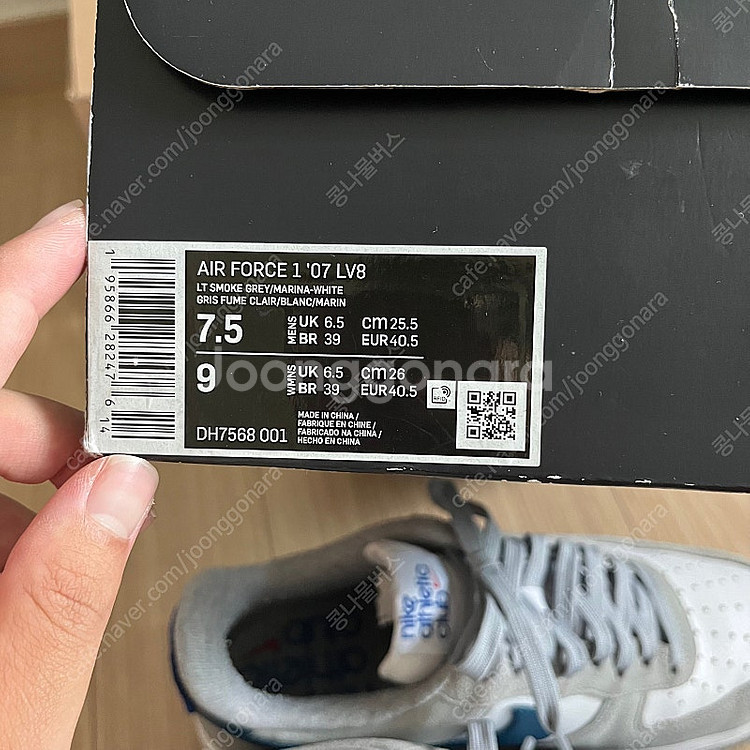 AIR FORCE 1 '07 LV8
LT SMOKE GREY/MARINA-WHITE
GRIS FUME CLAIR/BLANC/MARIN
7.5 MENS UK 6.5 cm 25.5
BR 39 EUR 40.5
9 WMNS UK 6.5 cm 26
BR 39 EUR 40.5
RFID
MADE IN CHINA /
FABRIQUE EN CHINE /
FABRICADO NA CHINA /
HECHO EN CHINA
DH7568 001
1 95866 28247 6 14
joonggonara
cafe.naver.com/joonggonara
콩나물버스
nike
athletic
club